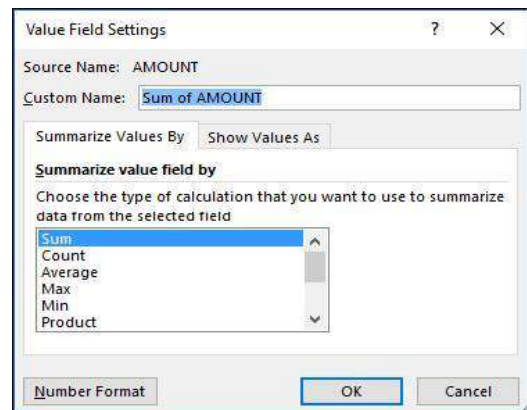 Value Field Settings ? X
Source Name: AMOUNT
Custom Name: Sum of AMOUNT
Summarize Values By Show Values As
Summarize value field by
Choose the type of calculation that you want to use to summarize
data from the selected field
Sum
Count
Average
Max
Min
Product
Number Format OK Cancel